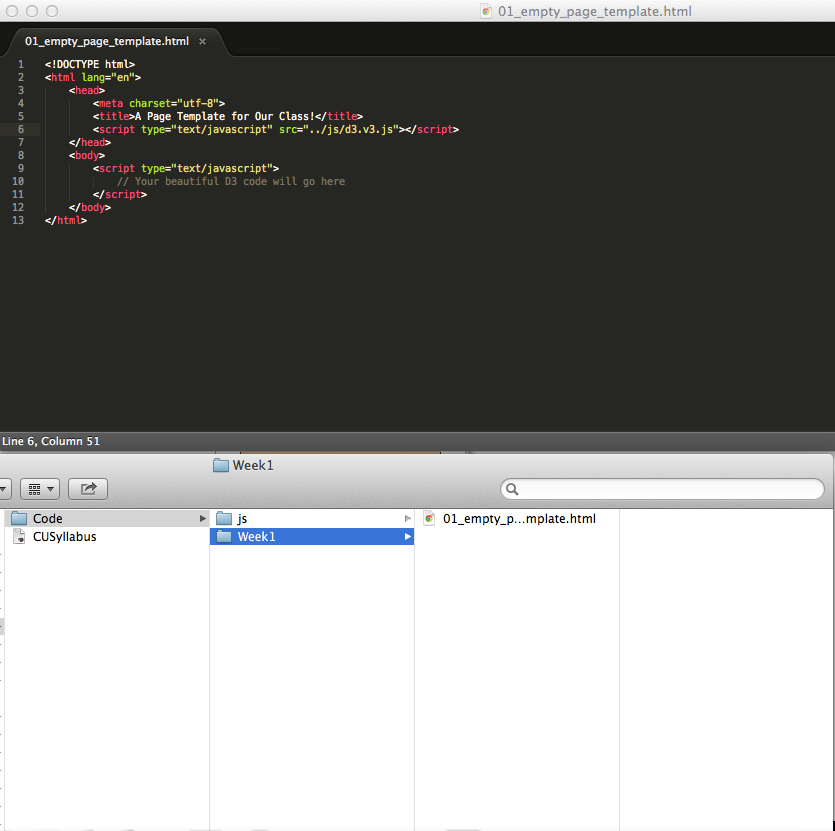 01_empty_page_template.html
01_empty_page_template.html ×
1 <!DOCTYPE html>
2 <html lang="en">
3 <head>
4 <meta charset="utf-8">
5 <title>A Page Template for Our Class!</title>
6 <script type="text/javascript" src="../js/d3.v3.js"></script>
7 </head>
8 <body>
9 <script type="text/javascript">
10 // Your beautiful D3 code will go here
11 </script>
12 </body>
13 </html>
Line 6, Column 51
Week1
Code js 01_empty_p...mplate.html
CUSyllabus Week1